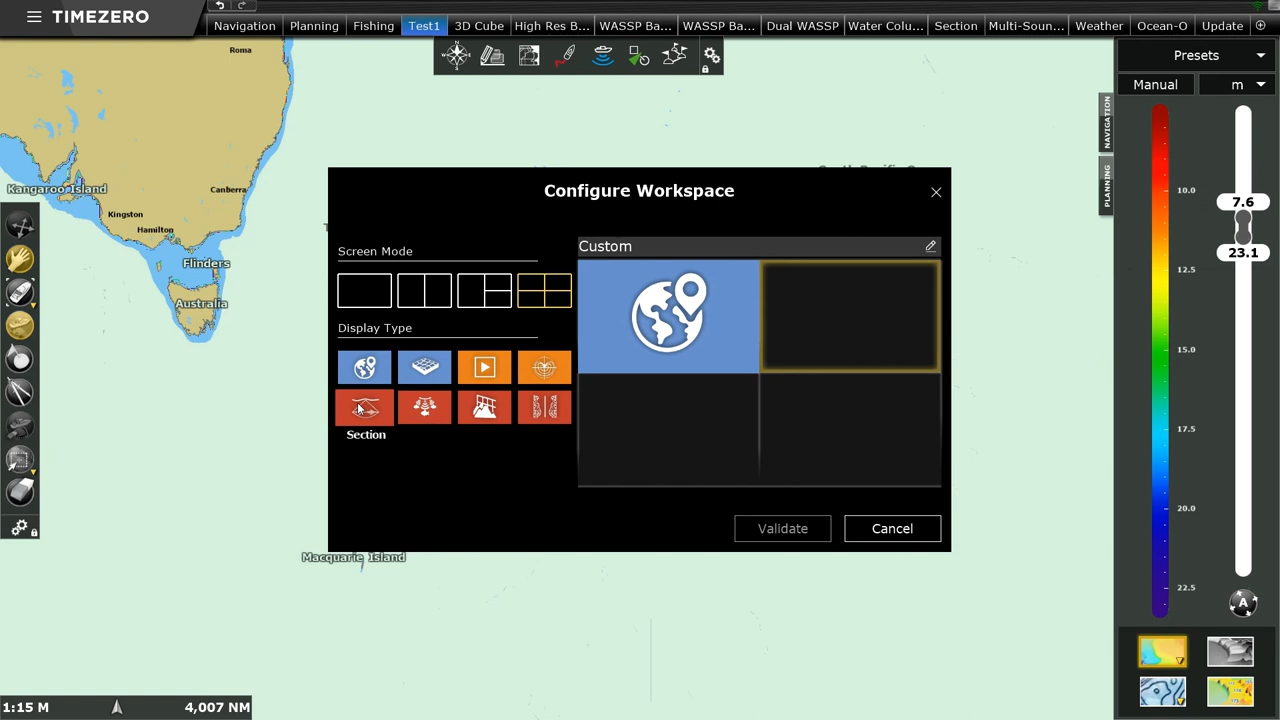 TIMEZERO
Navigation
Planning
Fishing
Test1
3D Cube
High Res B...
WASSP Ba...
WASSP Ba...
Dual WASSP
Water Colu...
Section
Multi-Soun...
Weather
Ocean-O
Update
Roma
Kangaroo Island
Canberra
Kingston
Hamilton
Flinders
Australia
Macquarie Island
Configure Workspace
Screen Mode
Display Type
Section
Custom
Validate
Cancel
NAVIGATION
PLANNING
Presets
Manual
m
10.0
12.5
15.0
17.5
20.0
22.5
7.6
23.1
A
1:15 M
4,007 NM